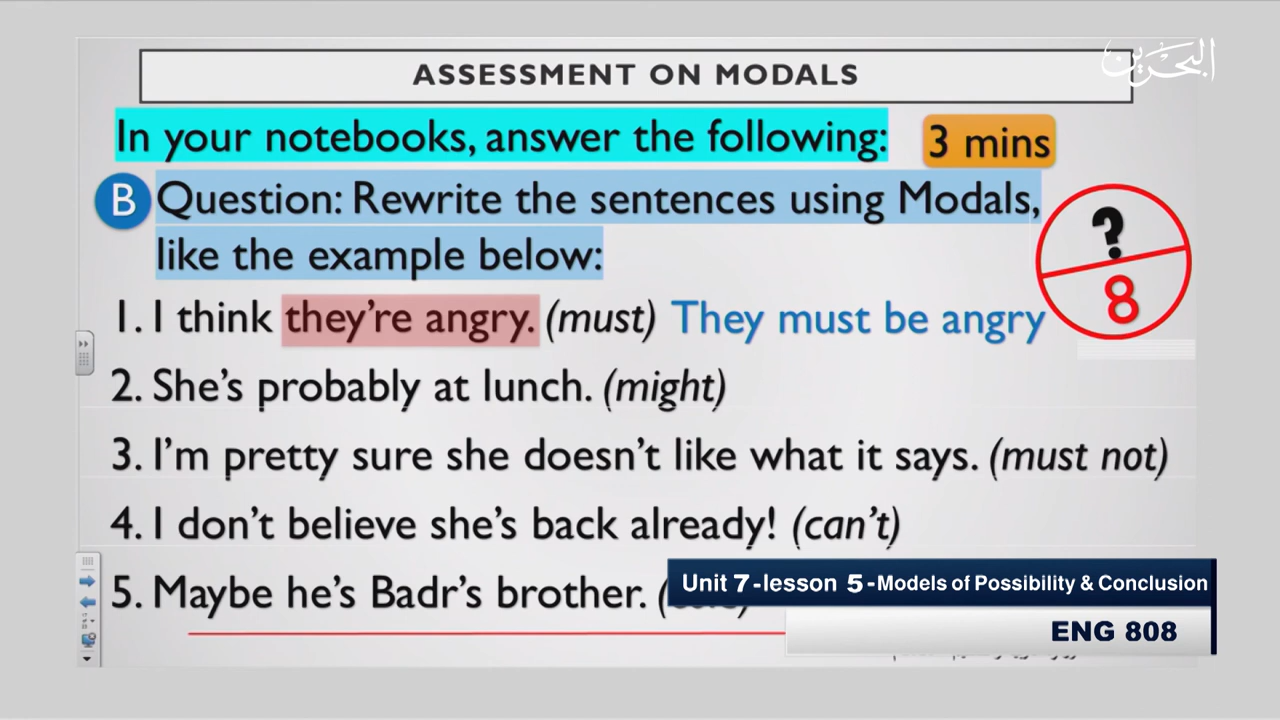 البحرين
ASSESSMENT ON MODALS
In your notebooks, answer the following:
3 mins
B Question: Rewrite the sentences using Modals,
like the example below:
?
8
1. I think they're angry. (must) They must be angry
2. She's probably at lunch. (might)
3. I'm pretty sure she doesn't like what it says. (must not)
4. I don't believe she's back already! (can't)
5. Maybe he's Badr's brother.
Unit 7-lesson 5-Models of Possibility & Conclusion
ENG 808